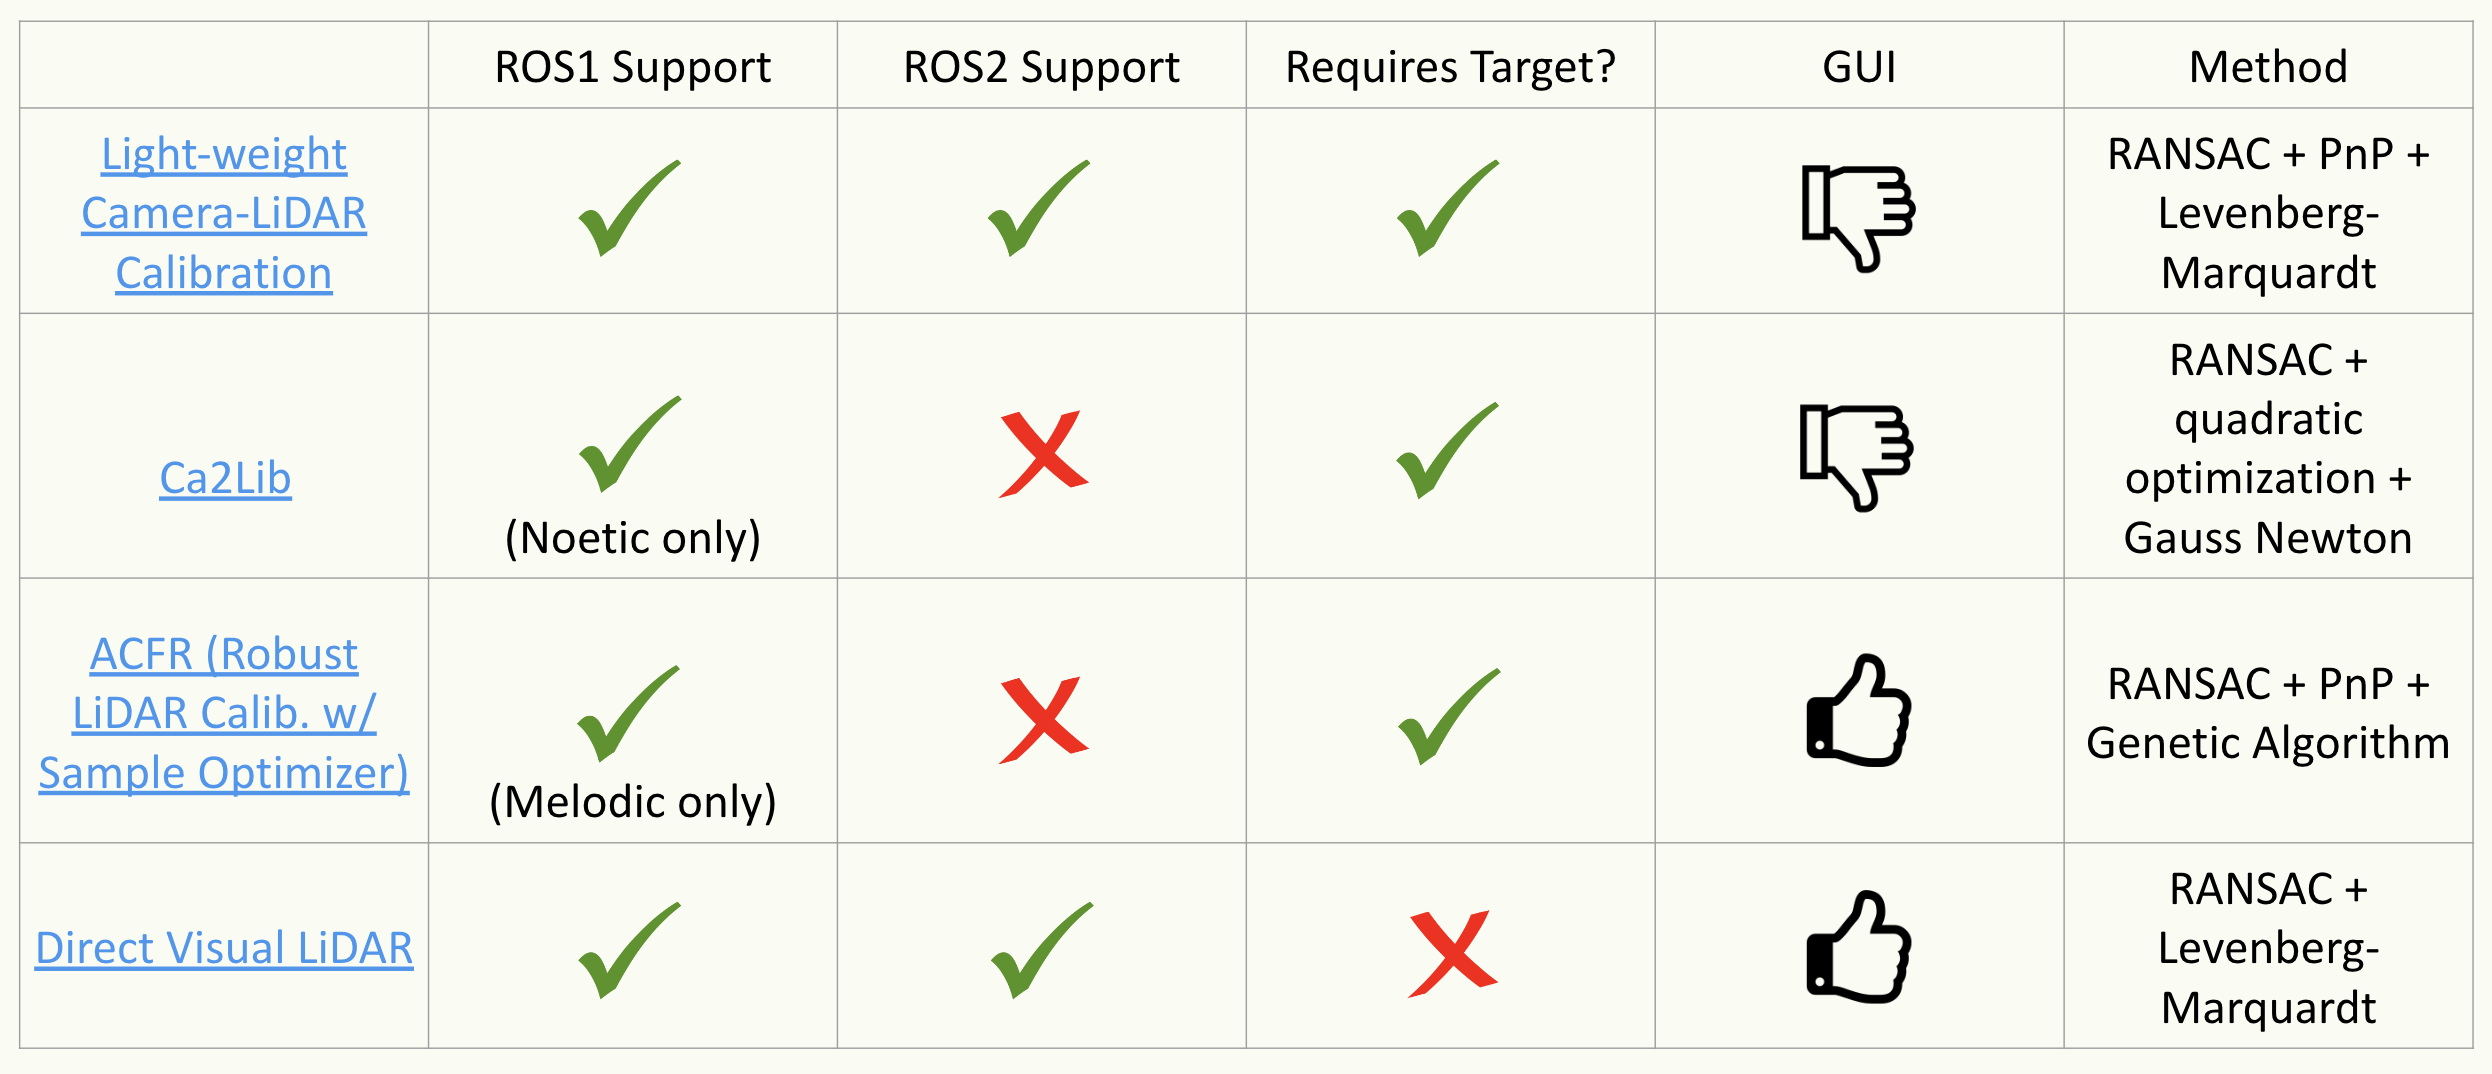 ROS1 Support
ROS2 Support
Requires Target?
GUI
Method
Light-weight
Camera-LiDAR
Calibration
RANSAC + PnP +
Levenberg-
Marquardt
Ca2Lib
(Noetic only)
RANSAC +
quadratic
optimization +
Gauss Newton
ACFR (Robust
LiDAR Calib. w/
Sample Optimizer)
(Melodic only)
RANSAC + PnP +
Genetic Algorithm
Direct Visual LiDAR
RANSAC +
Levenberg-
Marquardt